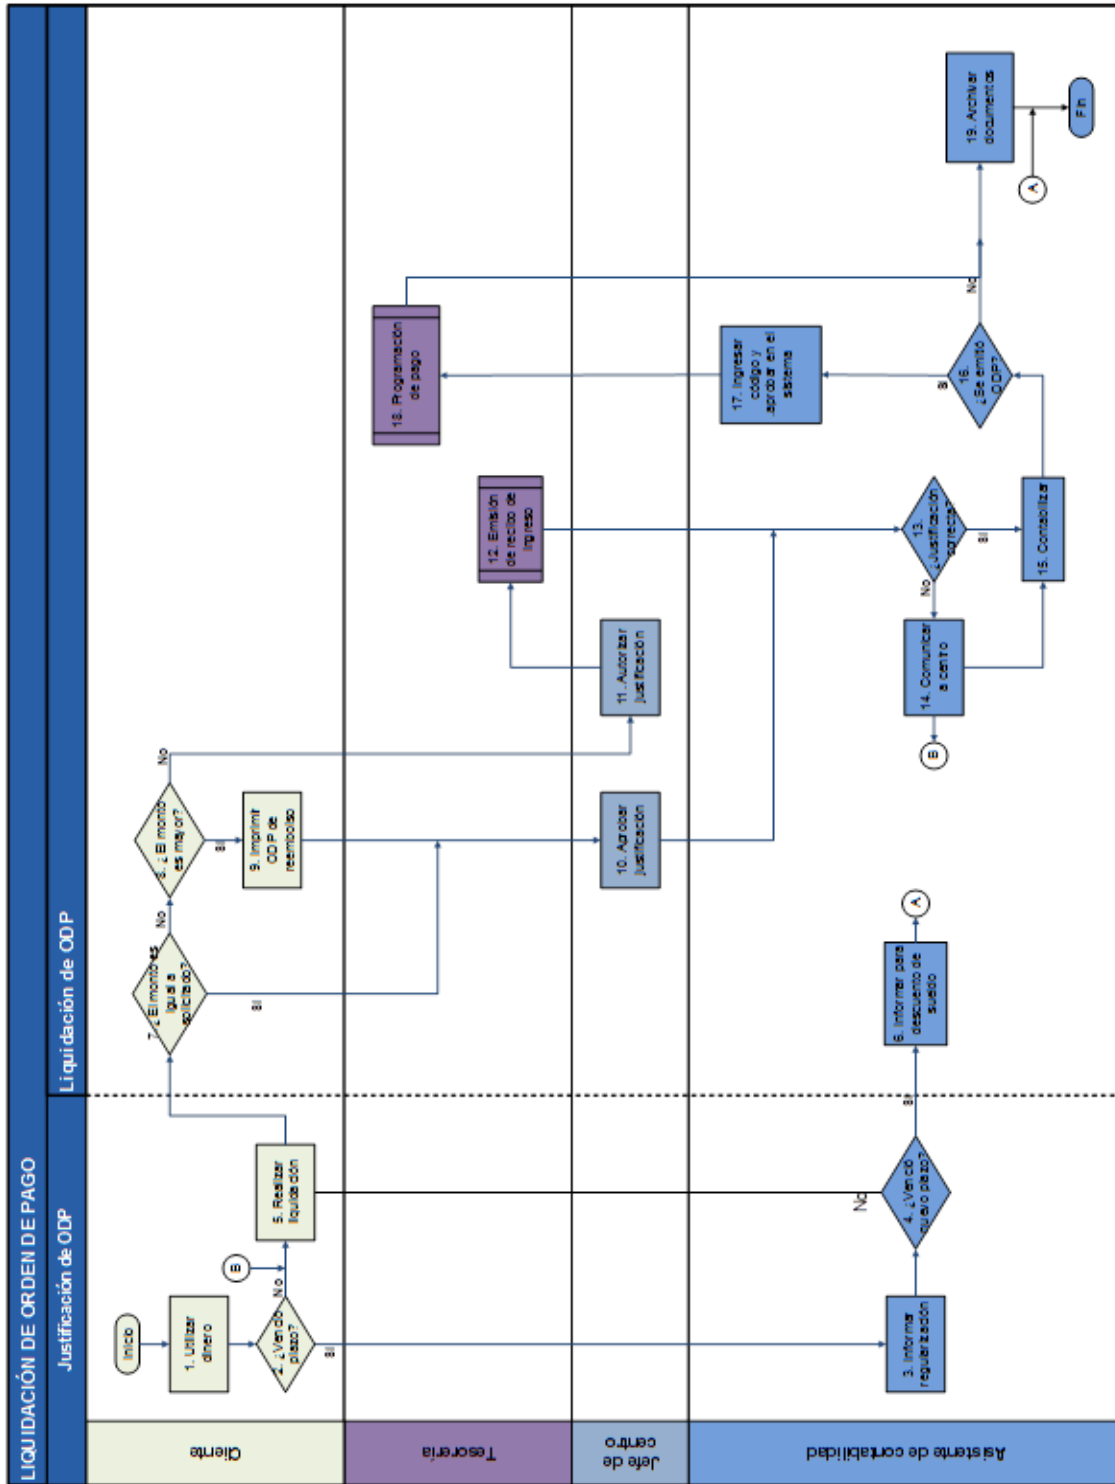 LIQUIDACIÓN DE ORDEN DE PAGO
Justificación de ODP
Liquidación de ODP
Cliente
Tesorería
Jefe de
centro
Asistente de contabilidad
Inicio
1. Utilizar
dinero
2. ¿Venció
plazo?
Si
No
B
3. Informar
regularización
4. ¿Venció
nuevo plazo?
No
Si
5. Realizar
liquidación
6. Informar para
descuento de
sueldo
A
7. ¿El monto es
igual a
solicitado?
Si
No
8. ¿El monto
es mayor?
Si
No
9. Imprimir
ODP de
reembolso
10. Aprobar
justificación
11. Autorizar
justificación
12. Emisión
de recibo de
ingreso
13.
¿Justificación
correcta?
No
Si
14. Comunicar
a centro
B
15. Contabilizar
16.
¿Se emitió
ODP?
Si
No
17. Ingresar
código y
aprobar en el
sistema
18. Programación
de pago
19. Archivar
documentos
A
Fin